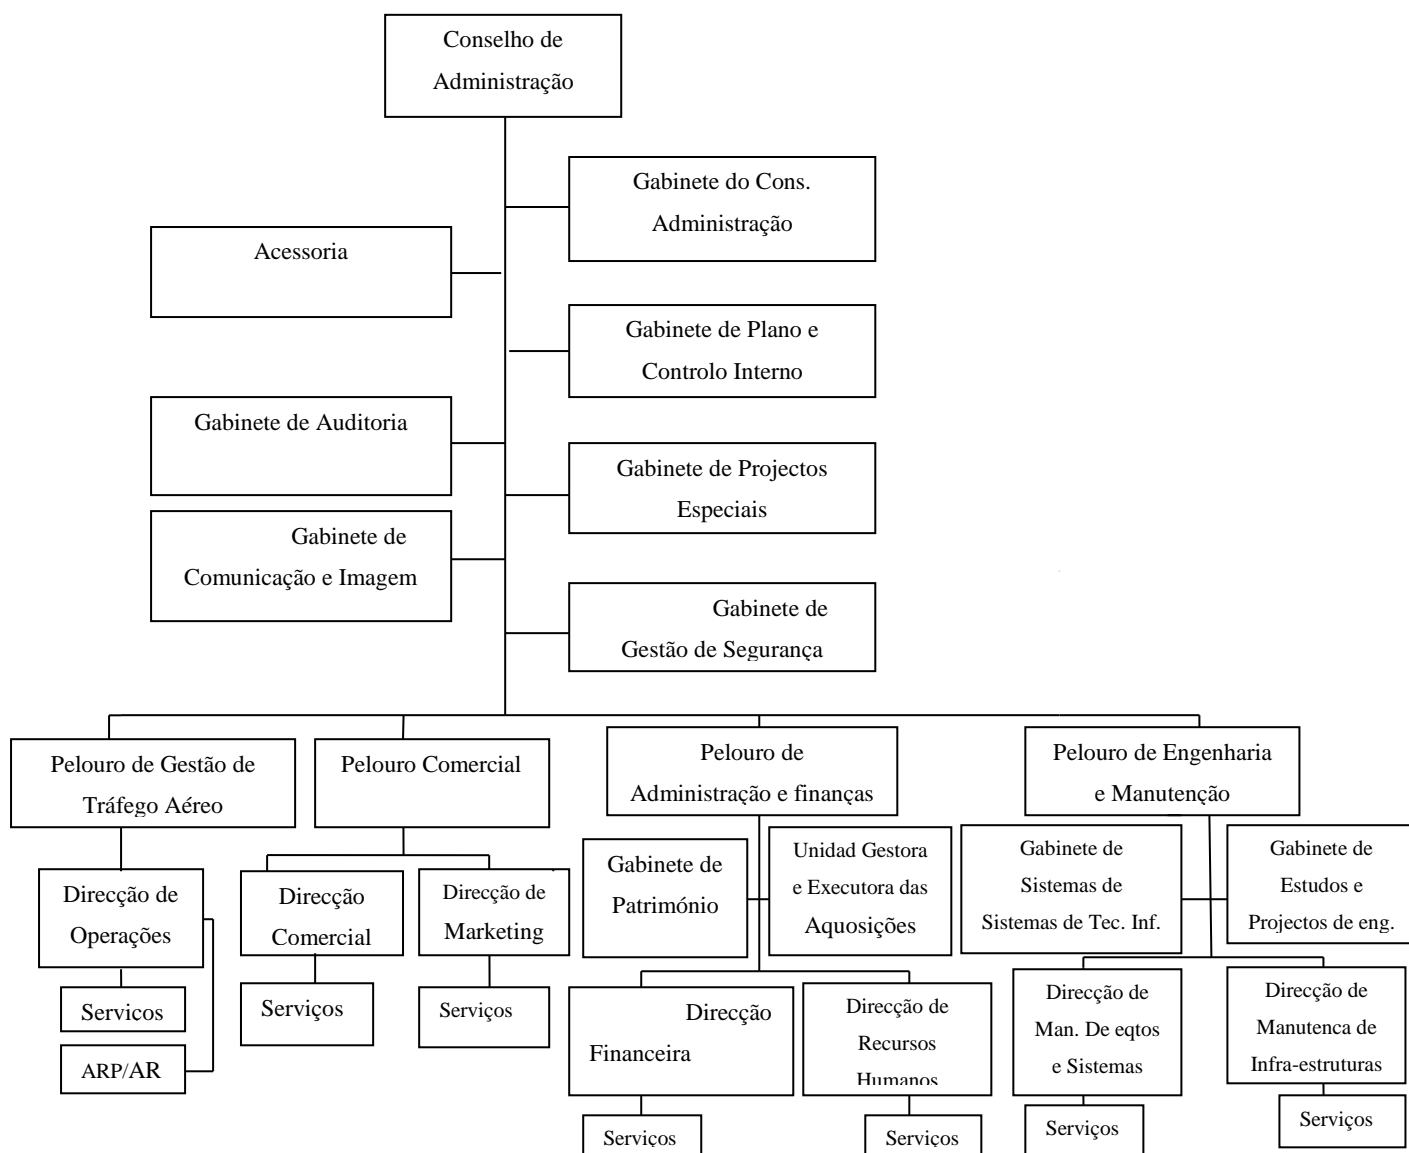 Conselho de
Administração
Gabinete do Cons.
Administração
Acessoria
Gabinete de Plano e
Controlo Interno
Gabinete de Auditoria
Gabinete de Projectos
Especiais
Gabinete de
Comunicação e Imagem
Gabinete de
Gestão de Segurança
Pelouro de Gestão de
Tráfego Aéreo
Pelouro Comercial
Pelouro de
Administração e finanças
Pelouro de Engenharia
e Manutenção
Direcção de
Operações
Servicos
ARP/AR
Direcção
Comercial
Serviços
Direcção de
Marketing
Serviços
Gabinete de
Património
Unidad Gestora
e Executora das
Aquosições
Direcção
Financeira
Serviços
Direcção de
Recursos
Humanos
Serviços
Gabinete de
Sistemas de
Sistemas de Tec. Inf.
Gabinete de
Estudos e
Projectos de eng.
Direcção de
Man. De eqtos
e Sistemas
Serviços
Direcção de
Manutenca de
Infra-estruturas
Serviços